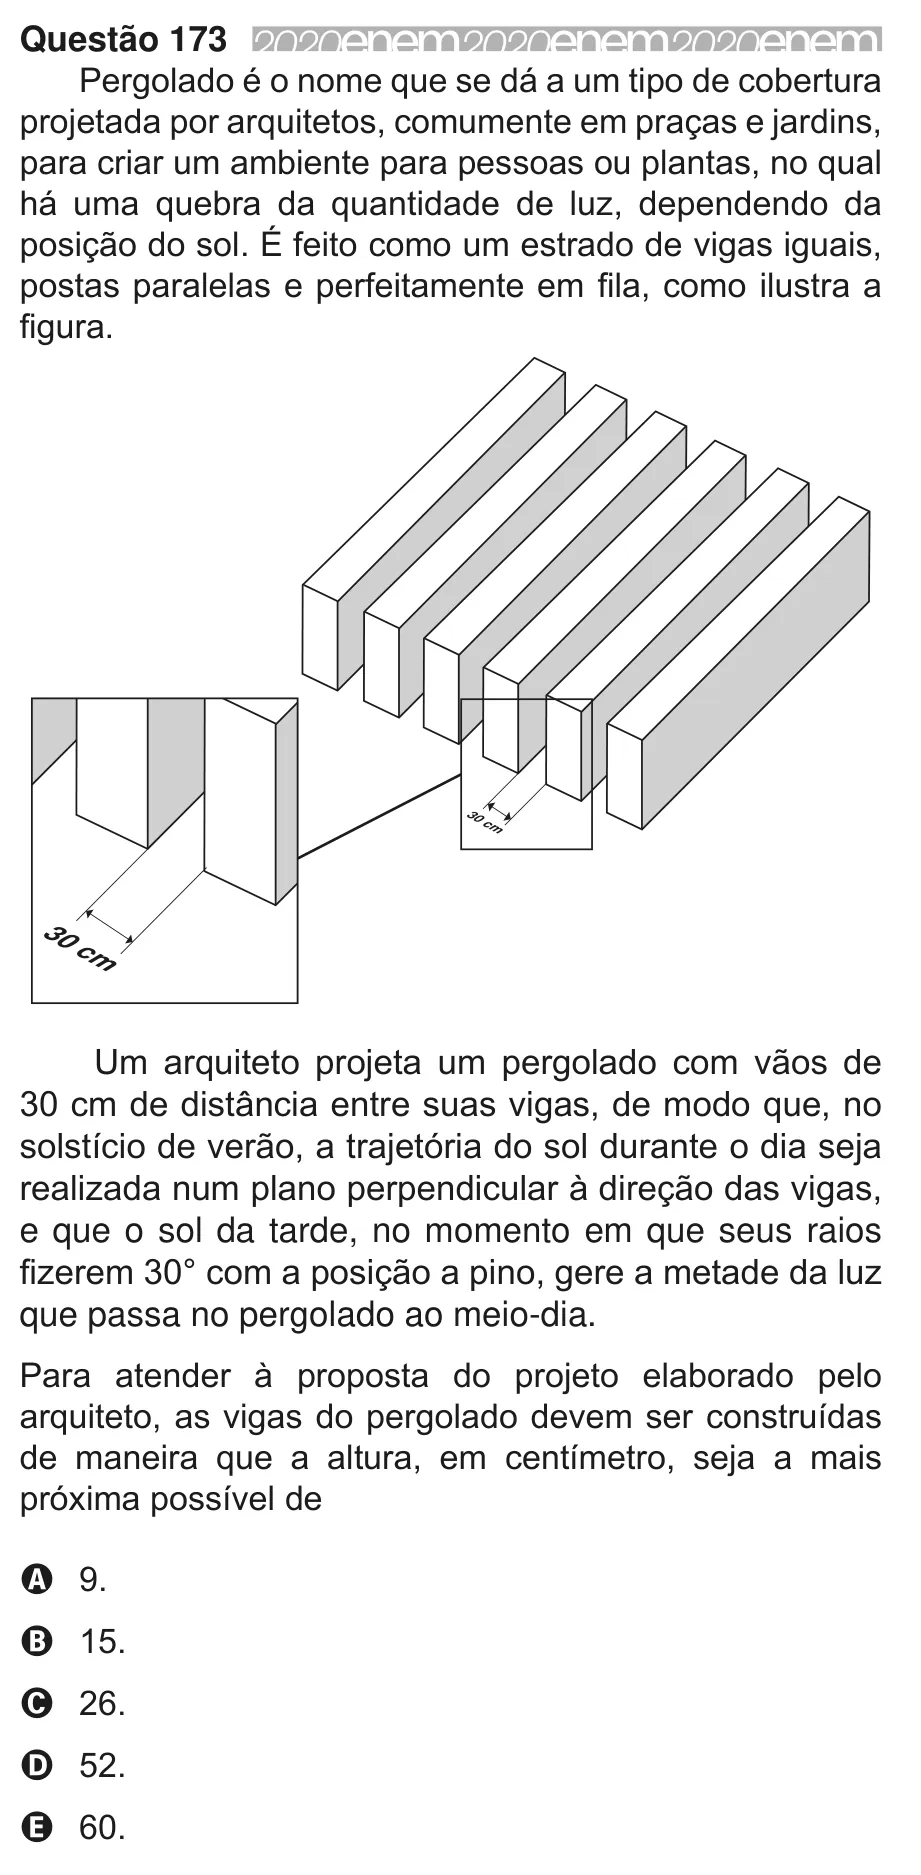 Questão 173 2020enem2020enem2020enem
Pergolado é o nome que se dá a um tipo de cobertura
projetada por arquitetos, comumente em praças e jardins,
para criar um ambiente para pessoas ou plantas, no qual
há uma quebra da quantidade de luz, dependendo da
posição do sol. É feito como um estrado de vigas iguais,
postas paralelas e perfeitamente em fila, como ilustra a
figura.
30 cm
30 cm
Um arquiteto projeta um pergolado com vãos de
30 cm de distância entre suas vigas, de modo que, no
solstício de verão, a trajetória do sol durante o dia seja
realizada num plano perpendicular à direção das vigas,
e que o sol da tarde, no momento em que seus raios
fizerem 30° com a posição a pino, gere a metade da luz
que passa no pergolado ao meio-dia.
Para atender à proposta do projeto elaborado pelo
arquiteto, as vigas do pergolado devem ser construídas
de maneira que a altura, em centímetro, seja a mais
próxima possível de
A 9.
B 15.
C 26.
D 52.
E 60.